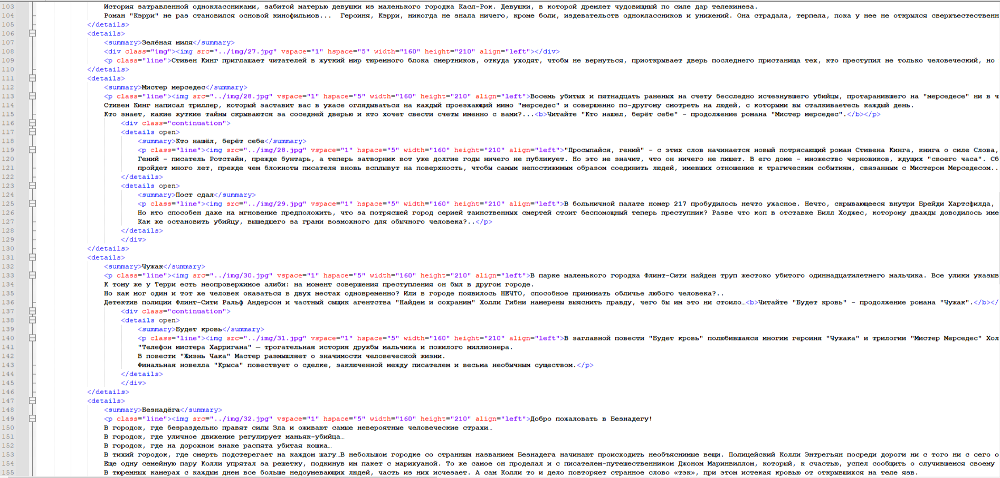 103 История затравленной одноклассниками, забитой матерью девушки из маленького городка Касл-Рок. Девушки, в которой дремлет чудовищный по силе дар телекинеза.
104 Роман "Кэрри" не раз становился основой кинофильмов... Героиня, Кэрри, никогда не знала ничего, кроме боли, издевательств одноклассников и унижений. Она страдала, терпела, пока у нее не открылся сверхъестественн
105 </details>
106 <details>
107 <summary>Зелёная миля</summary>
108 <div class="img"><img src="../img/27.jpg" vspace="1" hspace="5" width="160" height="210" align="left"></div>
109 <p class="line">Стивен Кинг приглашает читателей в жуткий мир тюремного блока смертников, откуда уходят, чтобы не вернуться, приоткрывает дверь последнего пристанища тех, кто преступил не только человеческий, но
110 </details>
111 <details>
112 <summary>Мистер мерседес</summary>
113 <p class="line"><img src="../img/28.jpg" vspace="1" hspace="5" width="160" height="210" align="left">Восемь убитых и пятнадцать раненых на счету бесследно исчезнувшего убийцы, протаранившего на "мерседесе" ни в ч
114 Стивен Кинг написал триллер, который заставит вас в ужасе оглядываться на каждый проезжающий мимо "мерседес" и совершенно по-другому смотреть на людей, с которыми вы сталкиваетесь каждый день.
115 Кто знает, какие жуткие тайны скрываются за соседней дверью и кто хочет свести счеты именно с вами?...<b>Читайте "Кто нашел, берёт себе" - продолжение романа "Мистер мерседес".</b></p>
116 <div class="continuation">
117 <details open>
118 <summary>Кто нашёл, берёт себе</summary>
119 <p class="line"><img src="../img/28.jpg" vspace="1" hspace="5" width="160" height="210" align="left">"Просыпайся, гений" - с этих слов начинается новый потрясающий роман Стивена Кинга, книга о силе Слова,
120 Гений - писатель Ротстайн, прежде бунтарь, а теперь затворник вот уже долгие годы ничего не публикует. Но это не значит, что он ничего не пишет. В его доме - множество черновиков, ждущих "своего часа". Сб
121 пройдет много лет, прежде чем блокноты писателя вновь всплывут на поверхность, чтобы самым непостижимым образом соединить людей, имевших отношение к трагическим событиям, связанным с Мистером Мерседесом..
122 </details>
123 <details open>
124 <summary>Пост сдал</summary>
125 <p class="line"><img src="../img/29.jpg" vspace="1" hspace="5" width="160" height="210" align="left">В больничной палате номер 217 пробудилось нечто ужасное. Нечто, скрывающееся внутри Брейди Хартсфилда,
126 Но кто способен даже на мгновение предположить, что за потрясшей город серией таинственных смертей стоит беспомощный теперь преступник? Разве что коп в отставке Билл Ходжес, которому дважды доводилось име
127 Как же остановить убийцу, вышедшего за грани возможного для обычного человека?..</p>
128 </details>
129 </div>
130 </details>
131 <details>
132 <summary>Чужак</summary>
133 <p class="line"><img src="../img/30.jpg" vspace="1" hspace="5" width="160" height="210" align="left">В парке маленького городка Флинт-Сити найден труп жестоко убитого одиннадцатилетнего мальчика. Все улики указыв
134 К тому же у Терри есть неопровержимое алиби: на момент совершения преступления он был в другом городе.
135 Но как мог один и тот же человек оказаться в двух местах одновременно? Или в городе появилось НЕЧТО, способное принимать обличье любого человека?..
136 Детектив полиции Флинт-Сити Ральф Андерсон и частный сыщик агентства "Найдем и сохраним" Холли Гибни намерены выяснить правду, чего бы им это ни стоило…<b>Читайте "Будет кровь" - продолжение романа "Чужак".</b></
137 <div class="continuation">
138 <details open>
139 <summary>Будет кровь</summary>
140 <p class="line"><img src="../img/31.jpg" vspace="1" hspace="5" width="160" height="210" align="left">В заглавной повести "Будет кровь" полюбившаяся многим героиня "Чужака" и трилогии "Мистер Мерседес" Хол
141 "Телефон мистера Харригана" — трогательная история дружбы мальчика и пожилого миллионера.
142 В повести "Жизнь Чака" Мастер размышляет о значимости человеческой жизни.
143 Финальная новелла "Крыса" повествует о сделке, заключенной между писателем и весьма необычным существом.</p>
144 </details>
145 </div>
146 </details>
147 <details>
148 <summary>Безнадёга</summary>
149 <p class="line"><img src="../img/32.jpg" vspace="1" hspace="5" width="160" height="210" align="left">Добро пожаловать в Безнадегу!
150 В городок, где безраздельно правят силы Зла и оживают самые невероятные человеческие страхи…
151 В городок, где уличное движение регулирует маньяк-убийца…
152 В городок, где на дорожном знаке распята убитая кошка…
153 В тихий городок, где смерть подстерегает на каждом шагу…В небольшом городке со странным названием Безнадега начинают происходить необъяснимые вещи. Полицейский Колли Энтрегьян посреди дороги ни с того ни с сего о
154 Еще одну семейную пару Колли упрятал за решетку, подкинув им пакет с марихуаной. То же самое он проделал и с писателем-путешественником Джоном Маринвиллом, который, к счастью, успел сообщить о случившемся своему
155 В тюремных камерах с каждым днем все больше недоумевающих людей, часть из них исчезает. А сам Колли то и дело повторяет странное слово «тэк», при этом истекая кровью от открывшихся на теле язв.